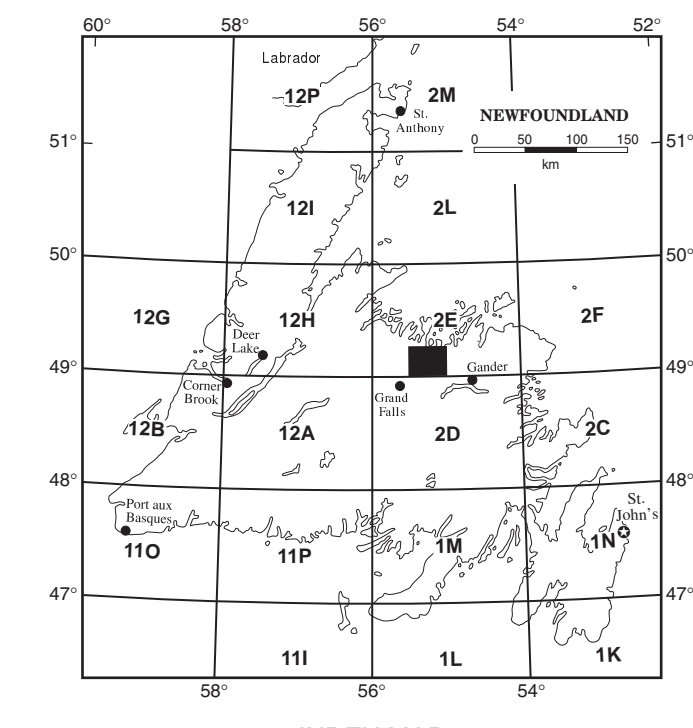 60° 58° 56° 54° 52°
Labrador
12P 2M
St.
Anthony
NEWFOUNDLAND
0 50 100 150
km
51° 51°
12I 2L
50° 50°
12G 12H 2E 2F
Deer
Lake
49° 49°
Gander
Corner
Brook
Grand
Falls
12B 12A 2D 2C
48° 48°
Port aux
Basques
St.
John's
11O 11P 1M 1N
47° 47°
11I 1L 1K
58° 56° 54°